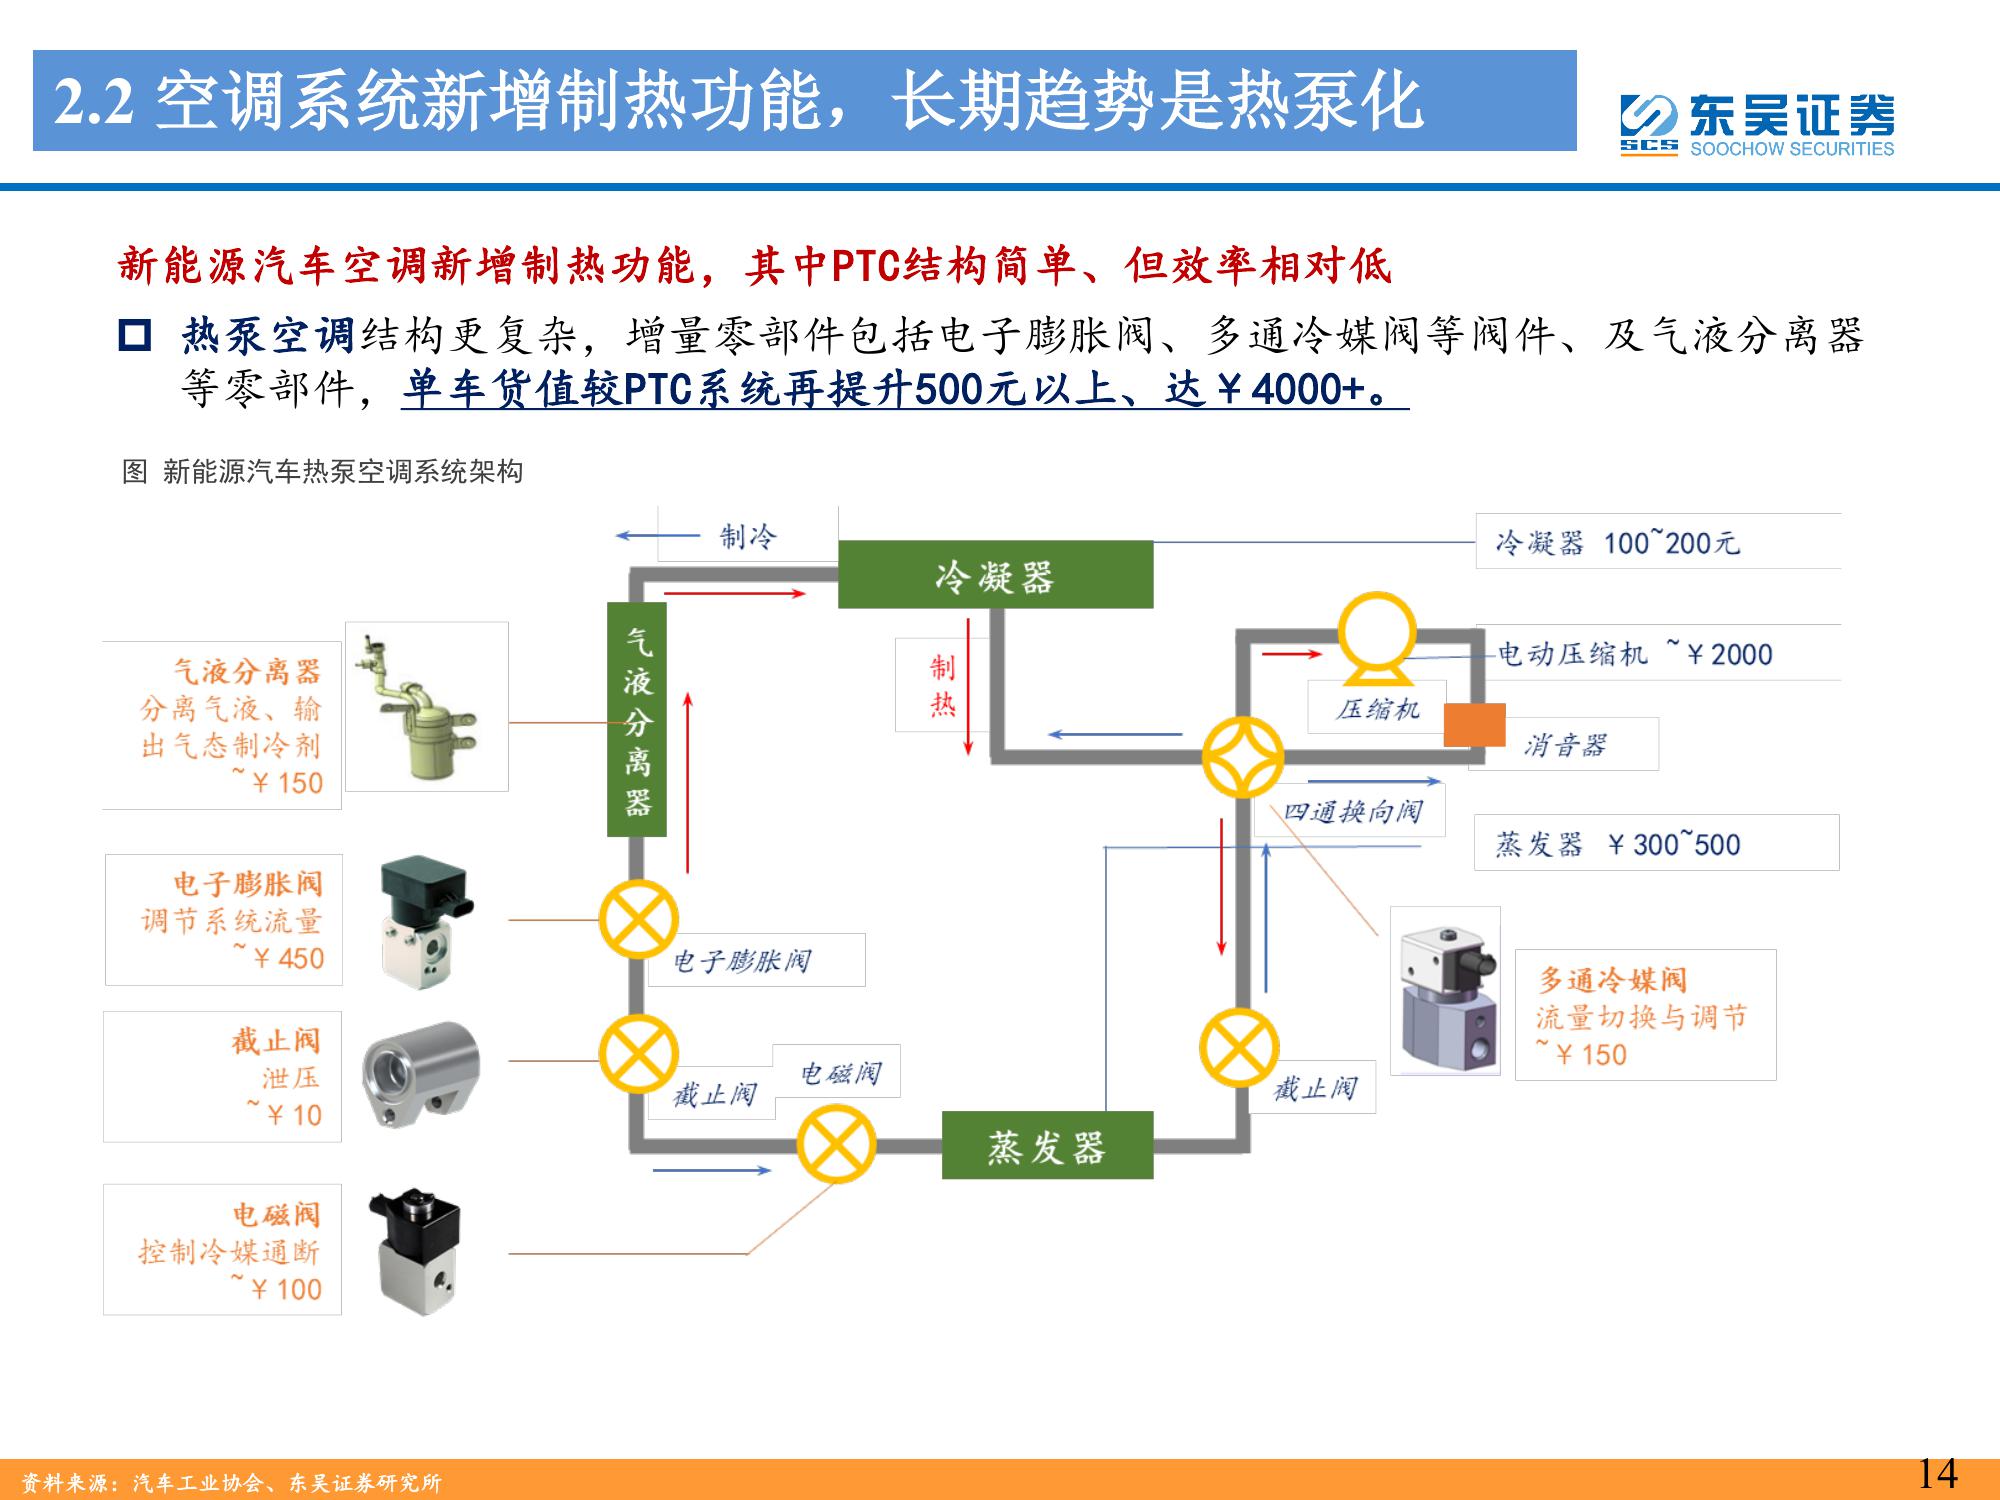 2.2 空调系统新增制热功能，长期趋势是热泵化
东吴证券
SCS SOOCHOW SECURITIES
新能源汽车空调新增制热功能，其中PTC结构简单、但效率相对低
热泵空调结构更复杂，增量零部件包括电子膨胀阀、多通冷媒阀等阀件、及气液分离器
等零部件，单车货值较PTC系统再提升500元以上、达￥4000+。
图 新能源汽车热泵空调系统架构
制冷
冷凝器
冷凝器 100~200元
气液分离器
分离气液、输
出气态制冷剂
~￥150
气液分离器
制热
电动压缩机 ~￥2000
压缩机
消音器
四通换向阀
蒸发器 ￥300~500
电子膨胀阀
调节系统流量
~￥450
电子膨胀阀
多通冷媒阀
流量切换与调节
~￥150
截止阀
泄压
~￥10
截止阀
电磁阀
截止阀
蒸发器
电磁阀
控制冷媒通断
~￥100
资料来源：汽车工业协会、东吴证券研究所
14